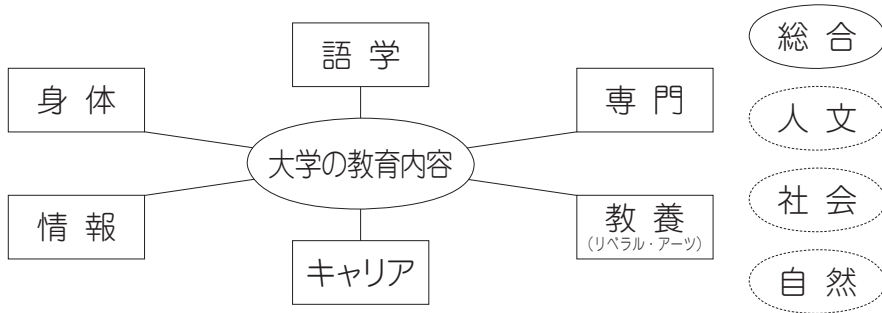 語 学
総 合
身 体
専 門
人 文
大学の教育内容
社 会
情 報
教 養
(リベラル・アーツ)
キャリア
自 然